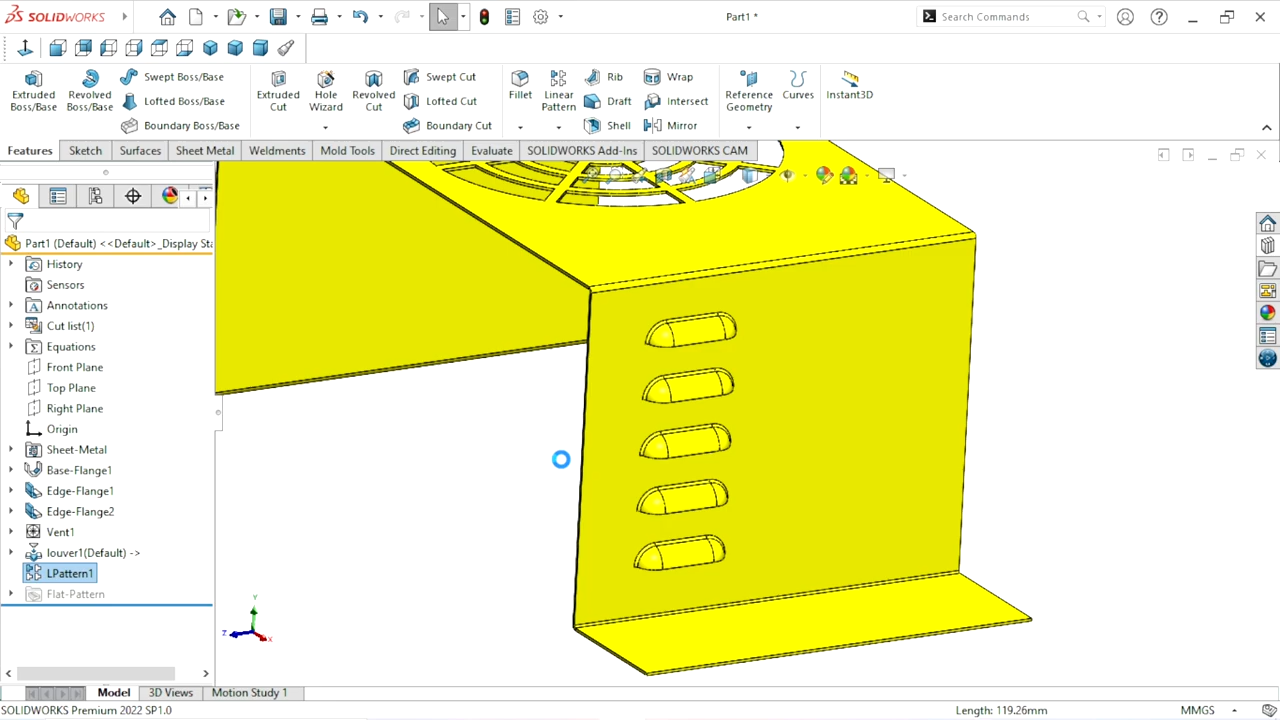 SOLIDWORKS
Part1 *
Search Commands
Extruded Boss/Base
Revolved Boss/Base
Swept Boss/Base
Lofted Boss/Base
Boundary Boss/Base
Extruded Cut
Hole Wizard
Revolved Cut
Swept Cut
Lofted Cut
Boundary Cut
Fillet
Linear Pattern
Rib
Draft
Shell
Wrap
Intersect
Mirror
Reference Geometry
Curves
Instant3D
Features Sketch Surfaces Sheet Metal Weldments Mold Tools Direct Editing Evaluate SOLIDWORKS Add-Ins SOLIDWORKS CAM
Part1 (Default) <<Default>_Display Sta
History
Sensors
Annotations
Cut list(1)
Equations
Front Plane
Top Plane
Right Plane
Origin
Sheet-Metal
Base-Flange1
Edge-Flange1
Edge-Flange2
Vent1
louver1(Default) ->
LPattern1
Flat-Pattern
Y
Z
X
Model 3D Views Motion Study 1
SOLIDWORKS Premium 2022 SP1.0
Length: 119.26mm
MMGS